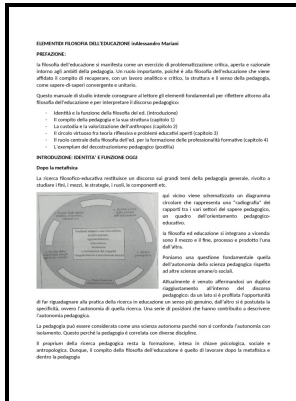 ELEMENTIDI FILOSOFIA DELL'EDUCAZIONE inAlessandro Mariani
PREFAZIONE:
la filosofia dell'educazione si manifesta come un esercizio di problematizzazione critica, aperta e razionale
intorno agli ambiti della pedagogia. Un ruolo importante, poiché è alla filosofia dell'educazione che viene
affidato il compito di recuperare, con un lavoro analitico e critico, la struttura e il senso della pedagogia,
come sapere-di-saperi convergente e unitario.
Questo manuale di studio intende consegnare al lettore gli elementi fondamentali per riflettere attorno alla
filosofia dell'educazione e per interpretare il discorso pedagogico:
- Identità e la funzione della filosofia del ed. (introduzione)
- Il compito della pedagogia e la sua struttura (capitolo 1)
- La custodia e la valorizzazione dell'anthropos (capitolo 2)
- Il circolo virtuoso fra teoria riflessiva e problemi educativi aperti (capitolo 3)
- Il ruolo centrale della filosofia dell'ed. per la formazione delle professionalità formative (capitolo 4)
- L'exemplum del decostruzionismo pedagogico (postilla)
INTRODUZIONE: IDENTITA' E FUNZIONE OGGI
Dopo la metafisica
La ricerca filosofico-educativa restituisce un discorso sui grandi temi della pedagogia generale, rivolto a
studiare i fini, i mezzi, le strategie, i ruoli, le componenti etc.
qui vicino viene schematizzato un diagramma
circolare che rappresenta una "radiografia" dei
rapporti tra i vari settori del sapere pedagogico,
un quadro dell'orientamento pedagogico-
educativo.
la filosofia ed educazione si integrano a vicenda:
sono il mezzo e il fine, processo e prodotto l'una
dall'altro.
Poniamo una questione fondamentale quella
dell'autonomia della scienza pedagogica rispetto
ad altre scienze umane/o sociali.
Attualmente è venuto affermandosi un duplice
riaggiustamento all'interno del discorso
pedagogico: da un lato si è profilata l'opportunità
di far riguadagnare alla pratica della ricerca in educazione un senso più genuino, dall'altro si è postulata la
specificità, ovvero l'autonomia di quella ricerca. Una serie di posizioni che hanno contribuito a descrivere
l'autonomia pedagogica.
La pedagogia può essere considerata come una scienza autonoma purché non si confonda l'autonomia con
isolamento. Questo perché la pedagogia è correlata con diverse discipline.
Il proprium della ricerca pedagogica resta la formazione, intesa in chiave psicologica, sociale e
antropologica. Dunque, il compito della filosofia dell'educazione è quello di lavorare dopo la metafisica e
dentro la pedagogia